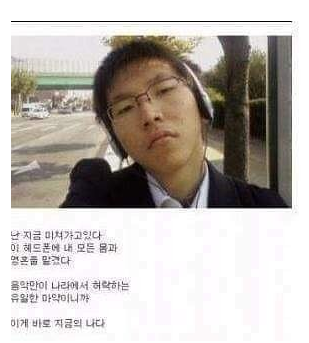 난 지금 미쳐가고있다
이 헤드폰에 내 모든 몸과
영혼을 맡겼다
음악만이 나라에서 허락하는
유일한 마약이니까
이게 바로 지금의 나다